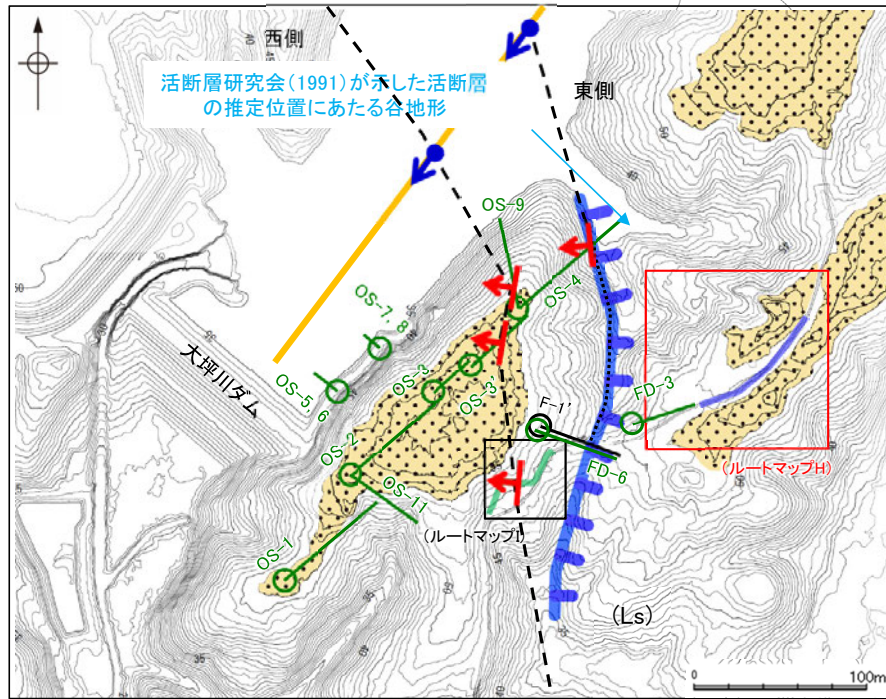 西側
東側
活断層研究会(1991)が示した活断層
の推定位置にあたる谷地形
OS-9
OS-4
OS-7, 8
OS-5, 6
大坪川ダム
OS-3
OS-3'
OS-2
OS-11
OS-1
F-1'
FD-3
FD-6
(ルートマップH)
(ルートマップI)
(Ls)
0
100m